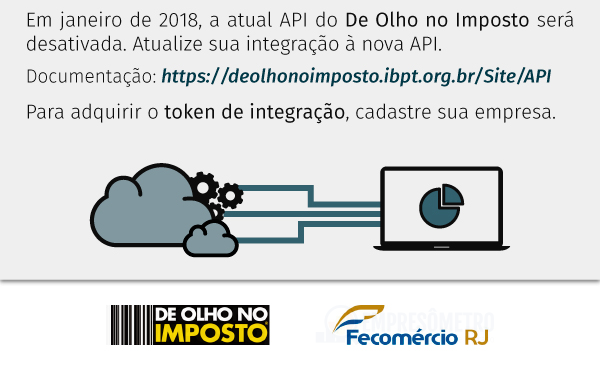 Em janeiro de 2018, a atual API do De Olho no Imposto será
desativada. Atualize sua integração à nova API.
Documentação: https://deolhonoimposto.ibpt.org.br/Site/API
Para adquirir o token de integração, cadastre sua empresa.
DE OLHO NO
IMPOSTO
EMPRESÔMETRO
Fecomércio RJ